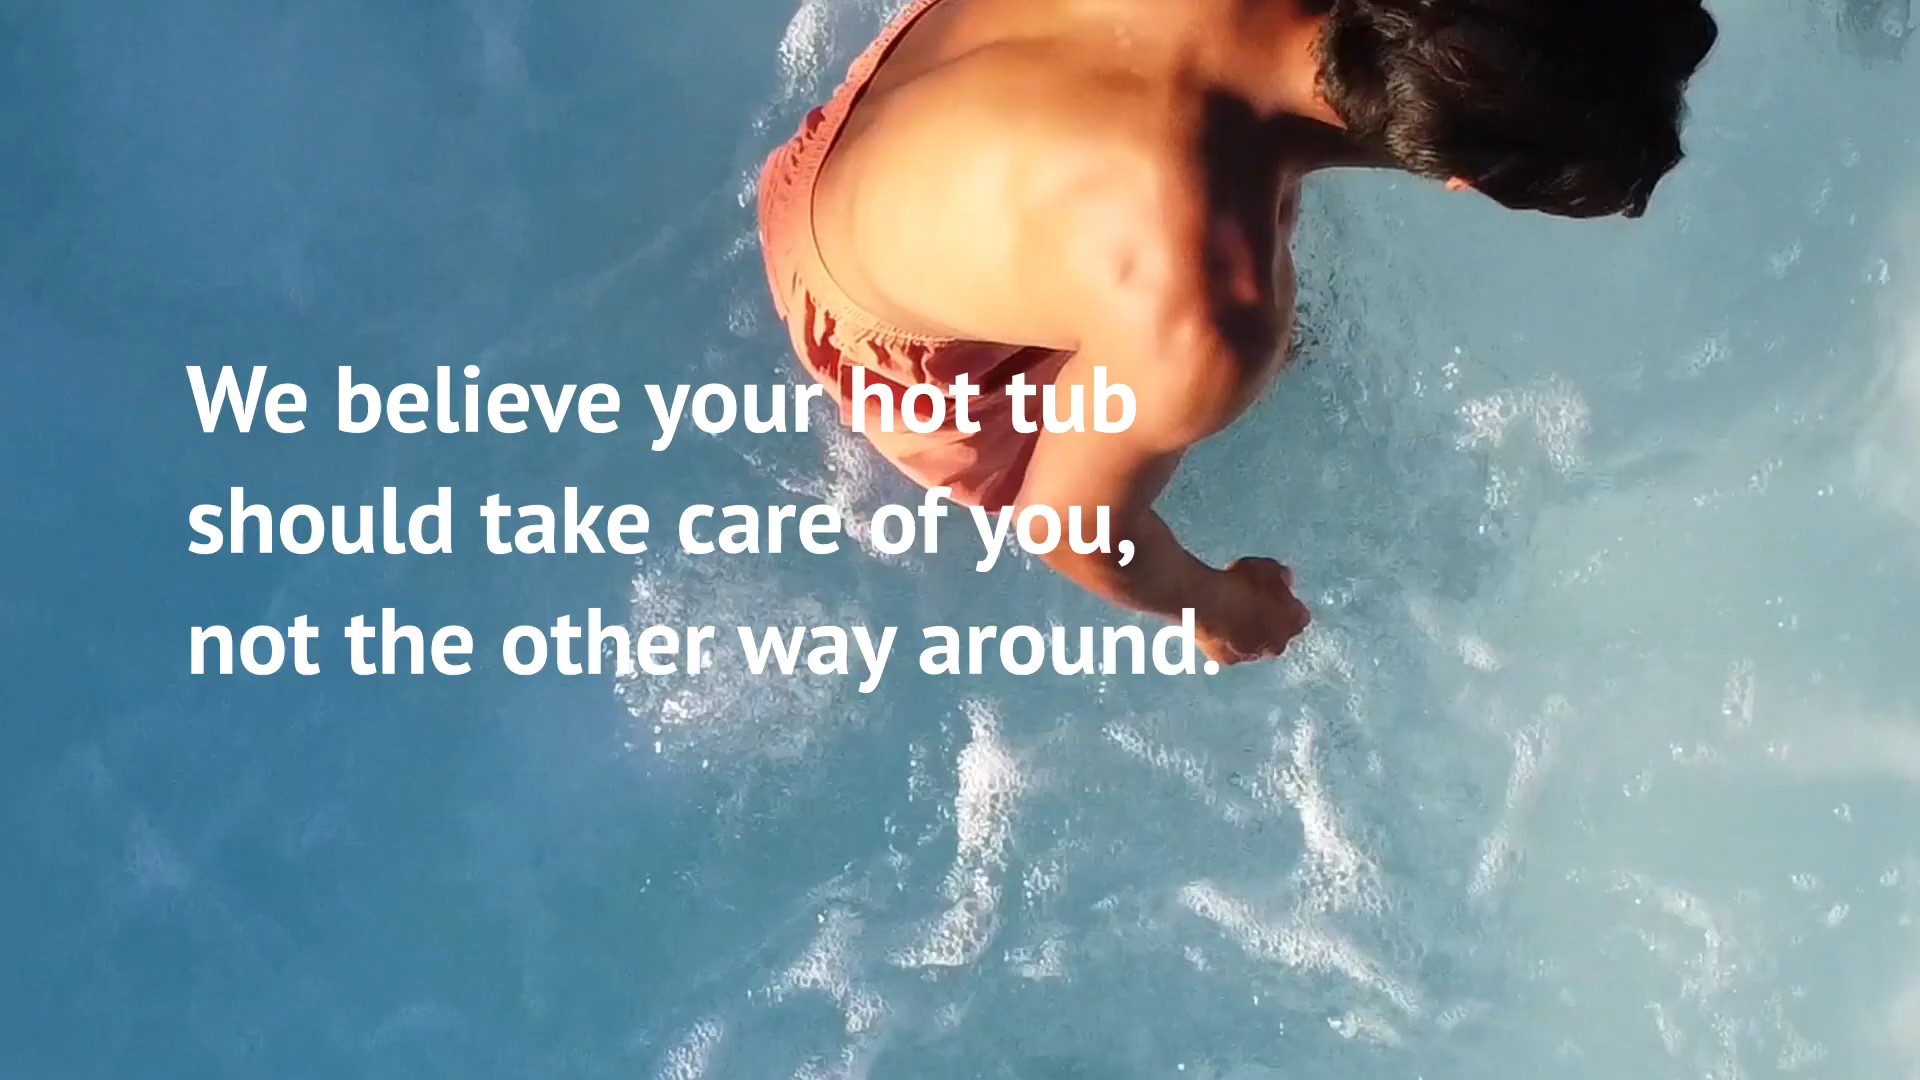 We believe your hot tub
should take care of you,
not the other way around.